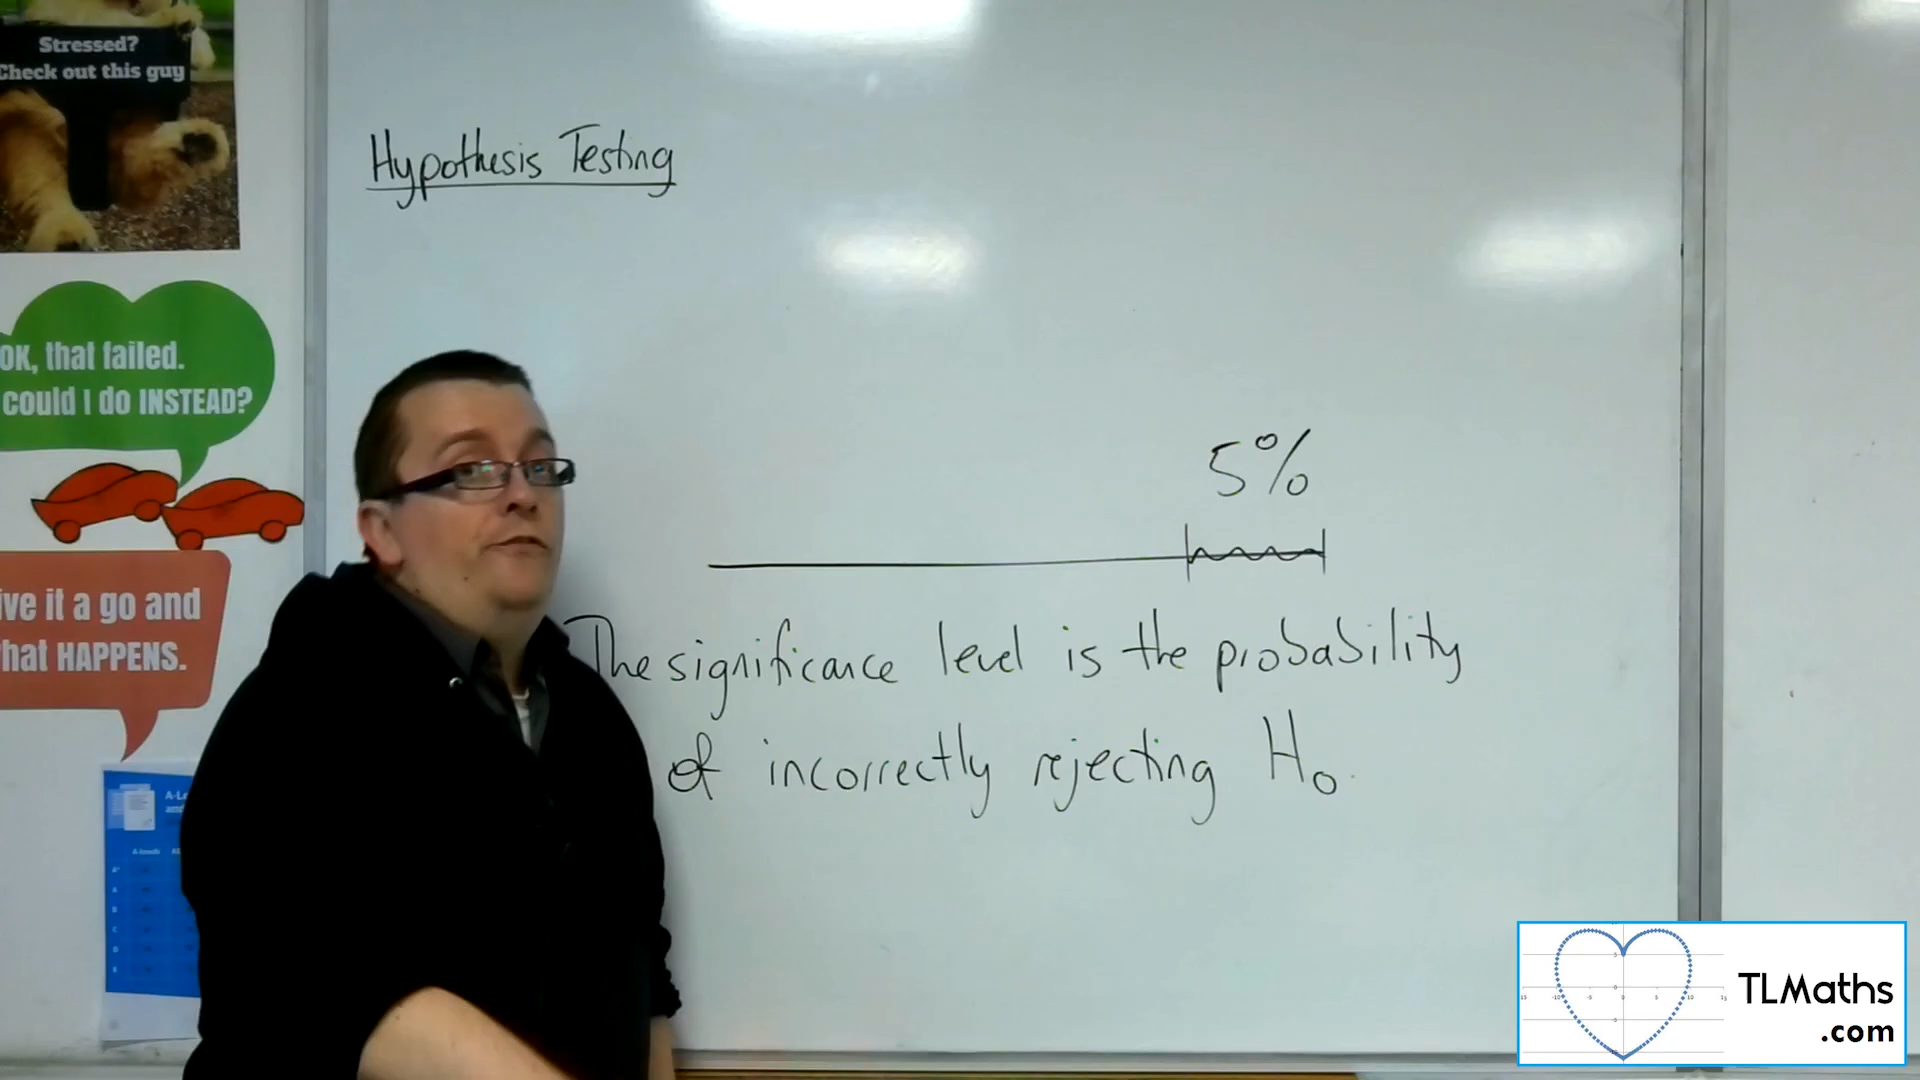 Stressed?
Check out this guy
Hypothesis Testing
OK, that failed.
could I do INSTEAD?
5%
ive it a go and
hat HAPPENS.
The significance level is the probability
of incorrectly rejecting H₀.
TLMaths
.com